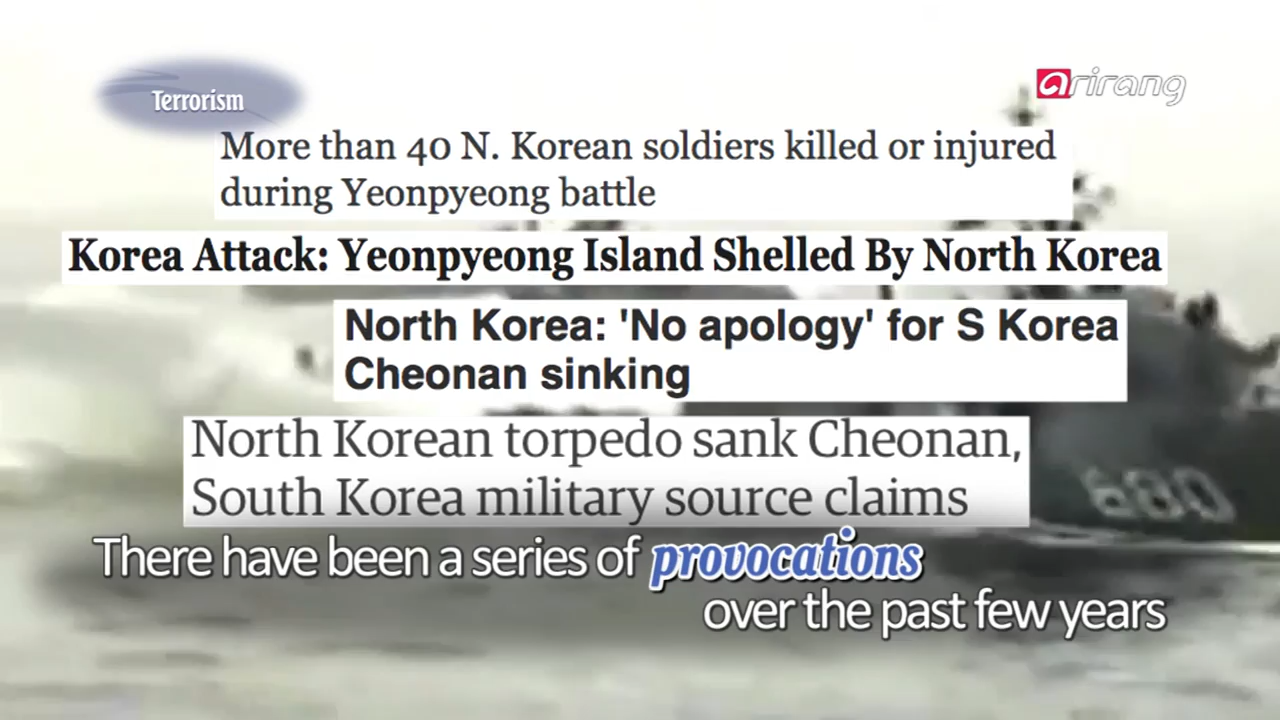 Terrorism
arirang
More than 40 N. Korean soldiers killed or injured
during Yeonpyeong battle
Korea Attack: Yeonpyeong Island Shelled By North Korea
North Korea: 'No apology' for S Korea
Cheonan sinking
North Korean torpedo sank Cheonan,
South Korea military source claims
680
There have been a series of provocations
over the past few years